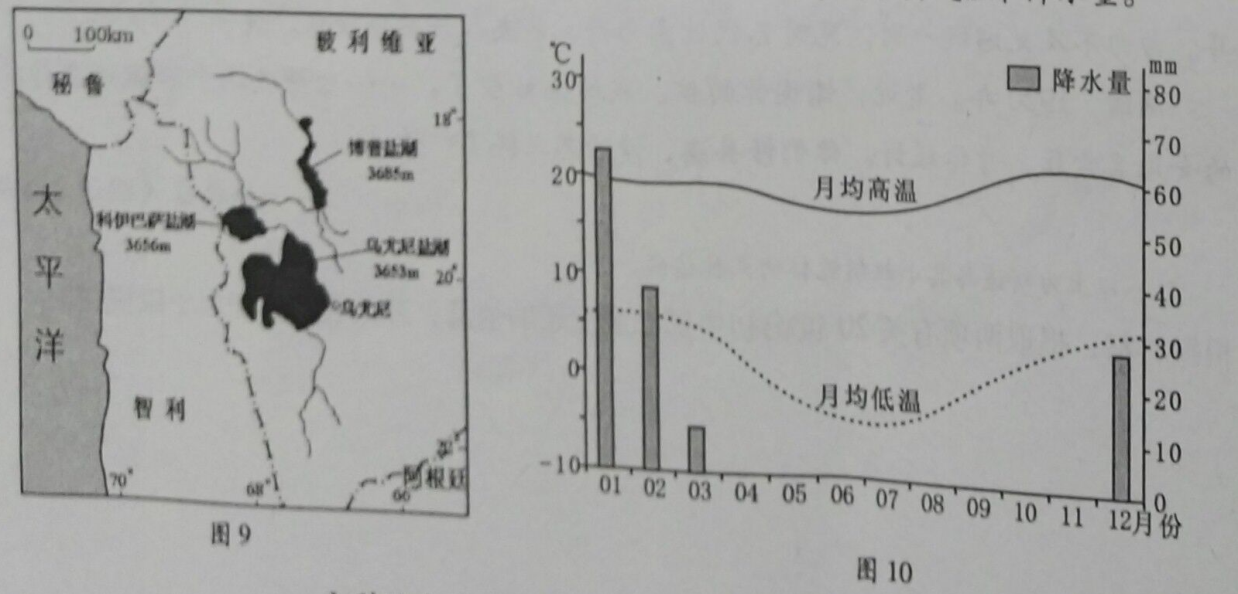 0 100km
玻利维亚
秘鲁
18°
博普盐湖
3685m
太平洋
科伊巴萨盐湖
3656m
乌尤尼盐湖
3653m
20°
乌尤尼
智利
22°
阿根廷
70° 68° 66°
图9
℃
30
20
10
0
-10
降水量
mm
80
70
60
50
40
30
20
10
0
月均高温
月均低温
01 02 03 04 05 06 07 08 09 10 11 12月份
图10